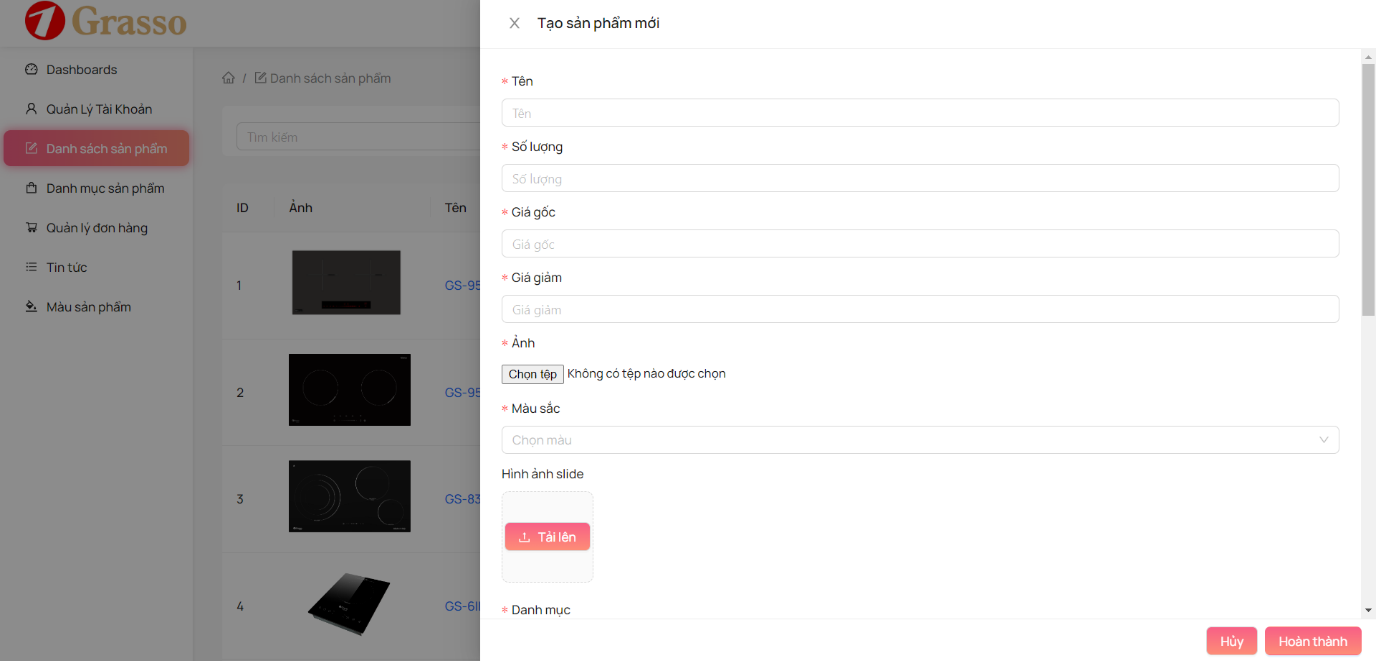 Grasso
Tạo sản phẩm mới
Dashboards
Quản Lý Tài Khoản
Danh sách sản phẩm
Danh mục sản phẩm
Quản lý đơn hàng
Tin tức
Màu sản phẩm
/ Danh sách sản phẩm
Tìm kiếm
ID Ảnh Tên
1 GS-95
2 GS-95
3 GS-83
4 GS-6II
* Tên
Tên
* Số lượng
Số lượng
* Giá gốc
Giá gốc
* Giá giảm
Giá giảm
* Ảnh
Chọn tệp Không có tệp nào được chọn
* Màu sắc
Chọn màu
Hình ảnh slide
Tải lên
* Danh mục
Hủy Hoàn thành